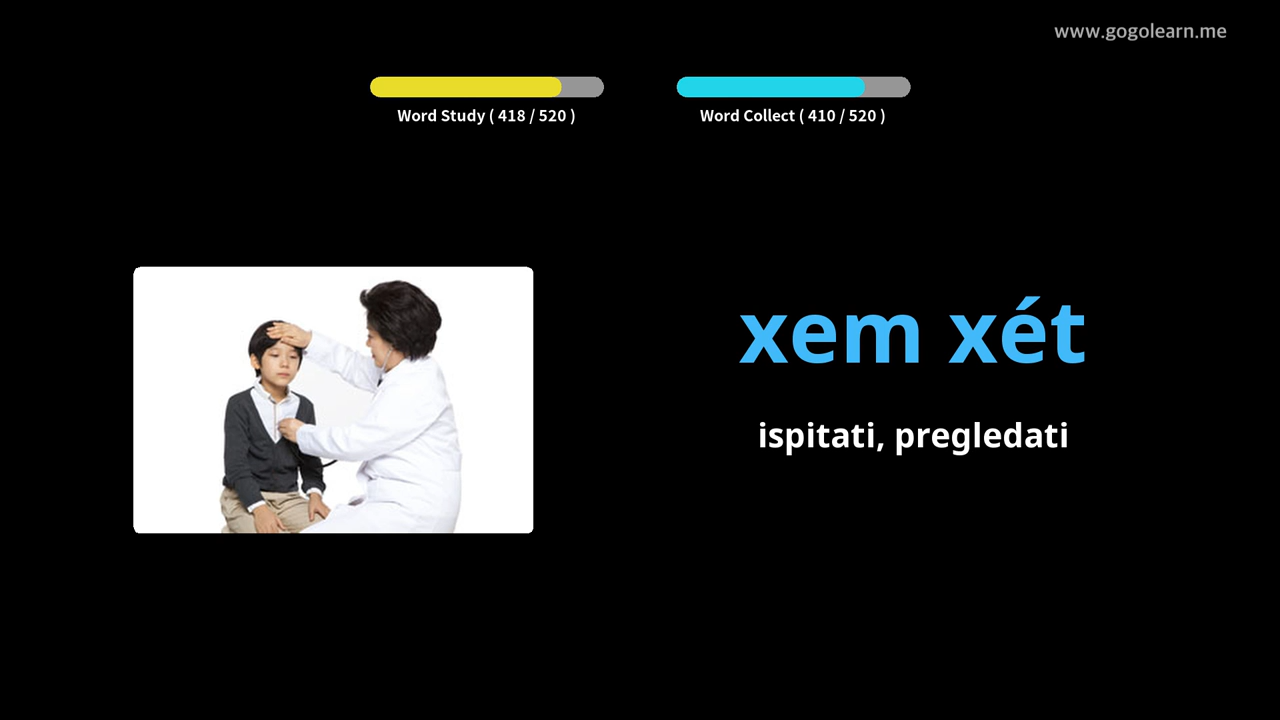 www.gogolearn.me
Word Study ( 418 / 520 )
Word Collect ( 410 / 520 )
xem xét
ispitati, pregledati